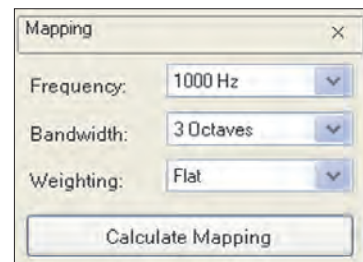 Mapping
Frequency: 1000 Hz
Bandwidth: 3 Octaves
Weighting: Flat
Calculate Mapping